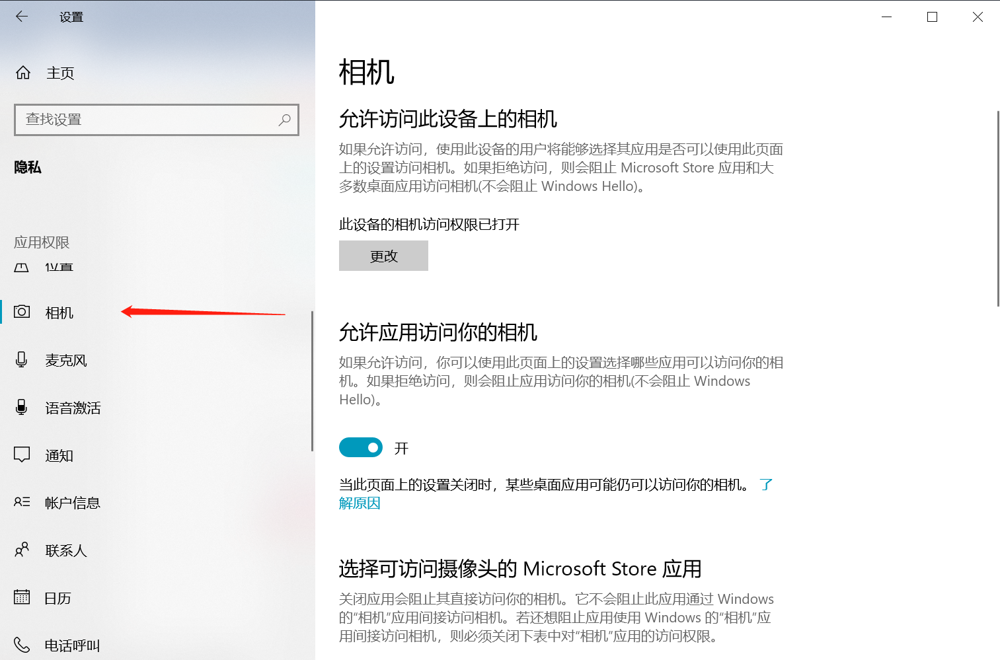 设置
主页
查找设置
隐私
应用权限
位置
相机
麦克风
语音激活
通知
帐户信息
联系人
日历
电话呼叫
相机
允许访问此设备上的相机
如果允许访问，使用此设备的用户将能够选择其应用是否可以使用此页面
上的设置访问相机。如果拒绝访问，则会阻止 Microsoft Store 应用和大
多数桌面应用访问相机(不会阻止 Windows Hello)。
此设备的相机访问权限已打开
更改
允许应用访问你的相机
如果允许访问，你可以使用此页面上的设置选择哪些应用可以访问你的相
机。如果拒绝访问，则会阻止应用访问你的相机(不会阻止 Windows
Hello)。
开
当此页面上的设置关闭时，某些桌面应用可能仍可以访问你的相机。 了
解原因
选择可访问摄像头的 Microsoft Store 应用
关闭应用会阻止其直接访问你的相机。它不会阻止此应用通过 Windows
的“相机”应用间接访问相机。若还想阻止应用使用 Windows 的“相机”应
用间接访问相机，则必须关闭下表中对“相机”应用的访问权限。